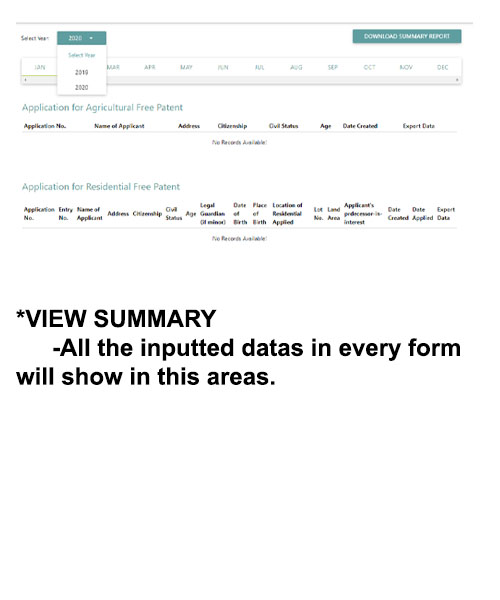 Select Year: 2020 DOWNLOAD SUMMARY REPORT
Select Year
JAN MAR APR MAY JUN JUL AUG SEP OCT NOV DEC
2019
2020
Application for Agricultural Free Patent
Application No. Name of Applicant Address Citizenship Civil Status Age Date Created Export Data
No Records Available!
Application for Residential Free Patent
Application No. Entry No. Name of Applicant Address Citizenship Civil Status Age Legal Guardian (if minor) Date of Birth Place of Birth Location of Residential Applied Lot No. Land Area Applicant's predecessor-in-interest Date Created Date Applied Export Data
No Records Available!
*VIEW SUMMARY
-All the inputted datas in every form
will show in this areas.